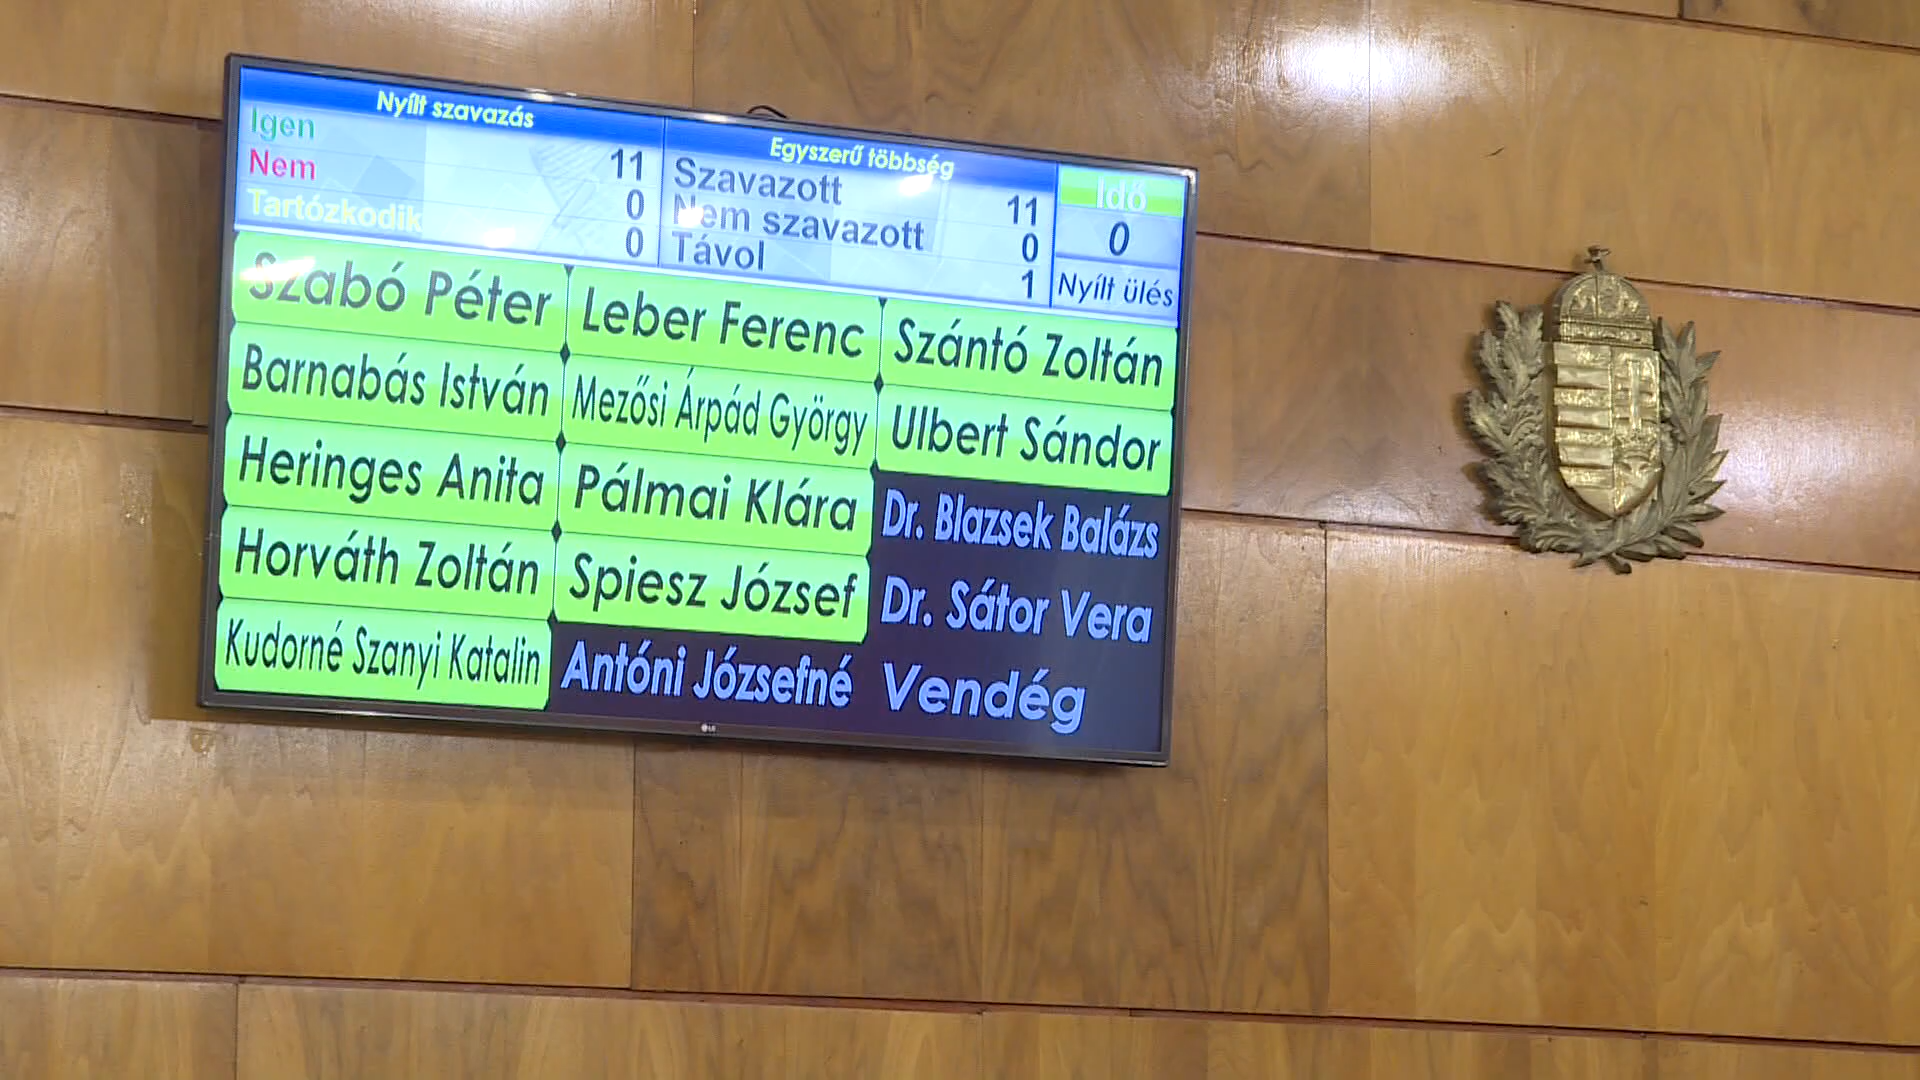 Nyílt szavazás
Igen 11
Nem 0
Tartózkodik 0
Egyszerű többség
Szavazott 11
Nem szavazott 0
Távol 1
Idő
0
Nyílt ülés
Szabó Péter
Leber Ferenc
Szántó Zoltán
Barnabás István
Mezősi Árpád György
Ulbert Sándor
Heringes Anita
Pálmai Klára
Dr. Blazsek Balázs
Horváth Zoltán
Spiesz József
Dr. Sátor Vera
Kudorné Szanyi Katalin
Antóni Józsefné
Vendég
LG